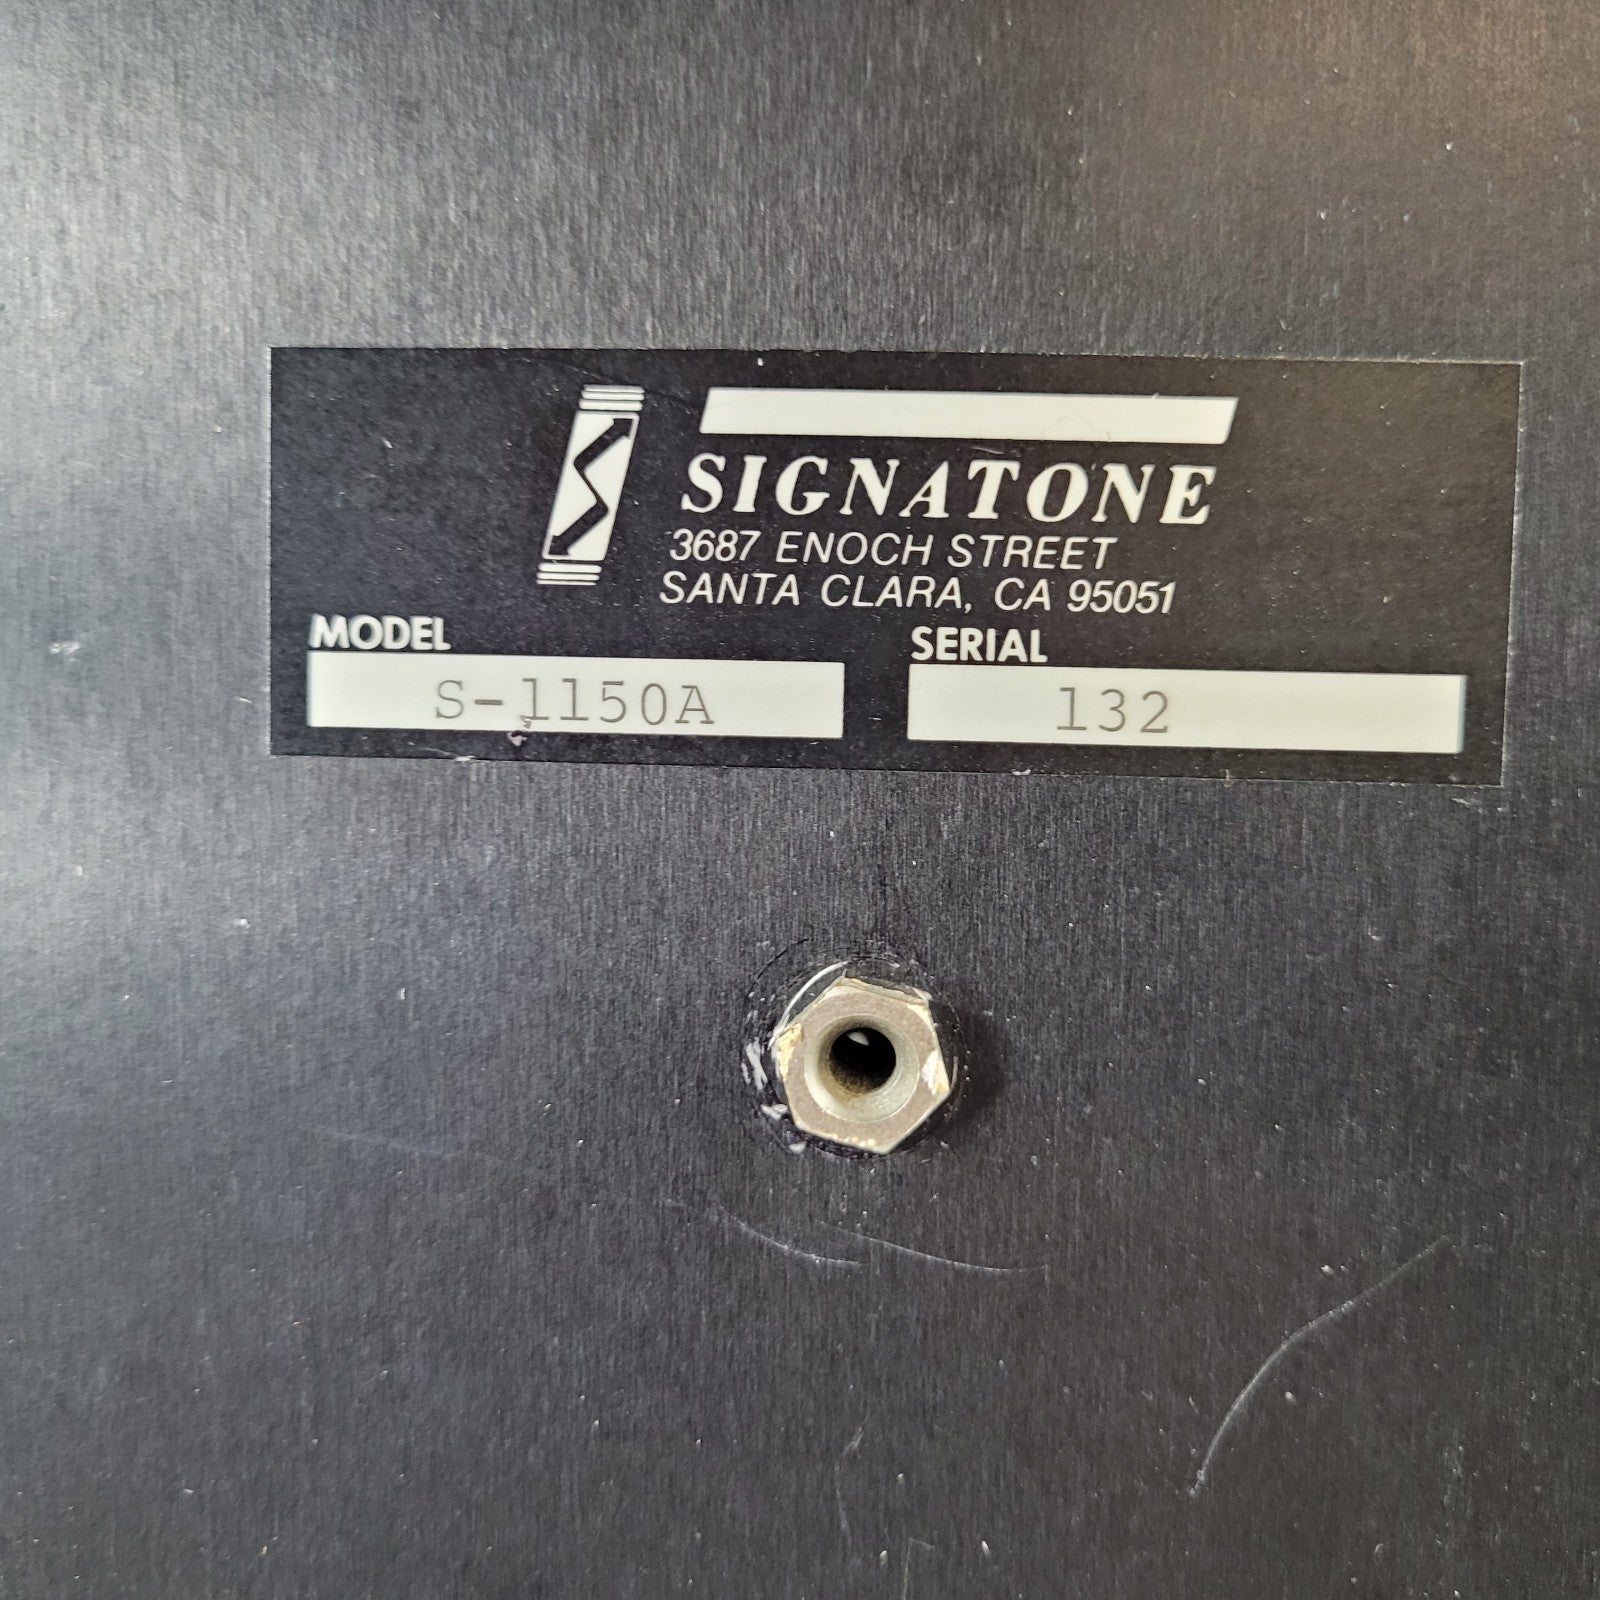 SIGNATONE
3687 ENOCH STREET
SANTA CLARA, CA 95051
MODEL SERIAL
S-1150A 132